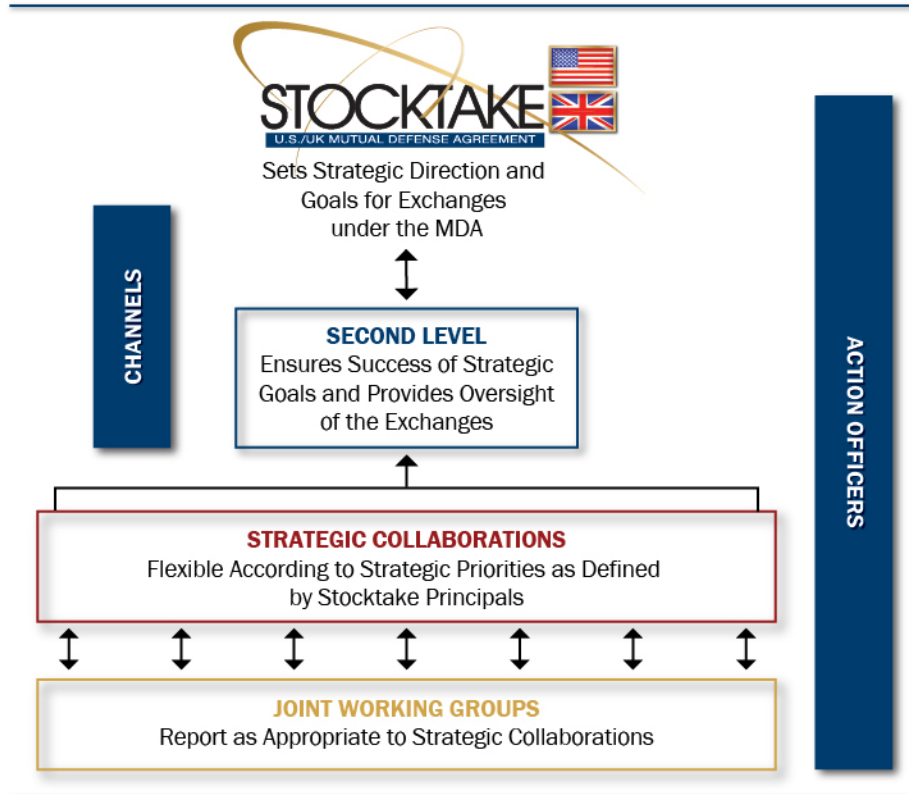 STOCKTAKE
U.S./UK MUTUAL DEFENSE AGREEMENT
Sets Strategic Direction and
Goals for Exchanges
under the MDA
CHANNELS
SECOND LEVEL
Ensures Success of Strategic
Goals and Provides Oversight
of the Exchanges
ACTION OFFICERS
STRATEGIC COLLABORATIONS
Flexible According to Strategic Priorities as Defined
by Stocktake Principals
JOINT WORKING GROUPS
Report as Appropriate to Strategic Collaborations